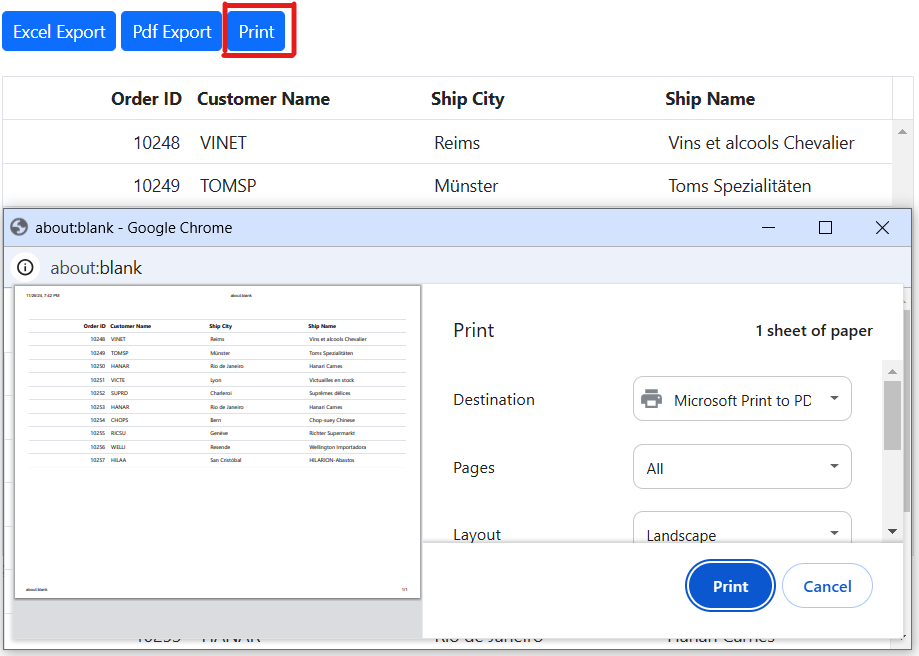 Excel Export Pdf Export Print
Order ID Customer Name Ship City Ship Name
10248 VINET Reims Vins et alcools Chevalier
10249 TOMSP Münster Toms Spezialitäten
about:blank - Google Chrome
about:blank
11/28/24, 7:42 PM about:blank
Order ID Customer Name Ship City Ship Name
10248 VINET Reims Vins et alcools Chevalier
10249 TOMSP Münster Toms Spezialitäten
10250 HANAR Rio de Janeiro Hanari Carnes
10251 VICTE Lyon Victuailles en stock
10252 SUPRD Charleroi Suprêmes délices
10253 HANAR Rio de Janeiro Hanari Carnes
10254 CHOPS Bern Chop-suey Chinese
10255 RICSU Genève Richter Supermarkt
10256 WELLI Resende Wellington Importadora
10257 HILAA San Cristóbal HILARION-Abastos
about:blank 1/1
Print 1 sheet of paper
Destination Microsoft Print to PD
Pages All
Layout Landscape
Print Cancel
10253 HANAR Rio de Janeiro Hanari Carnes